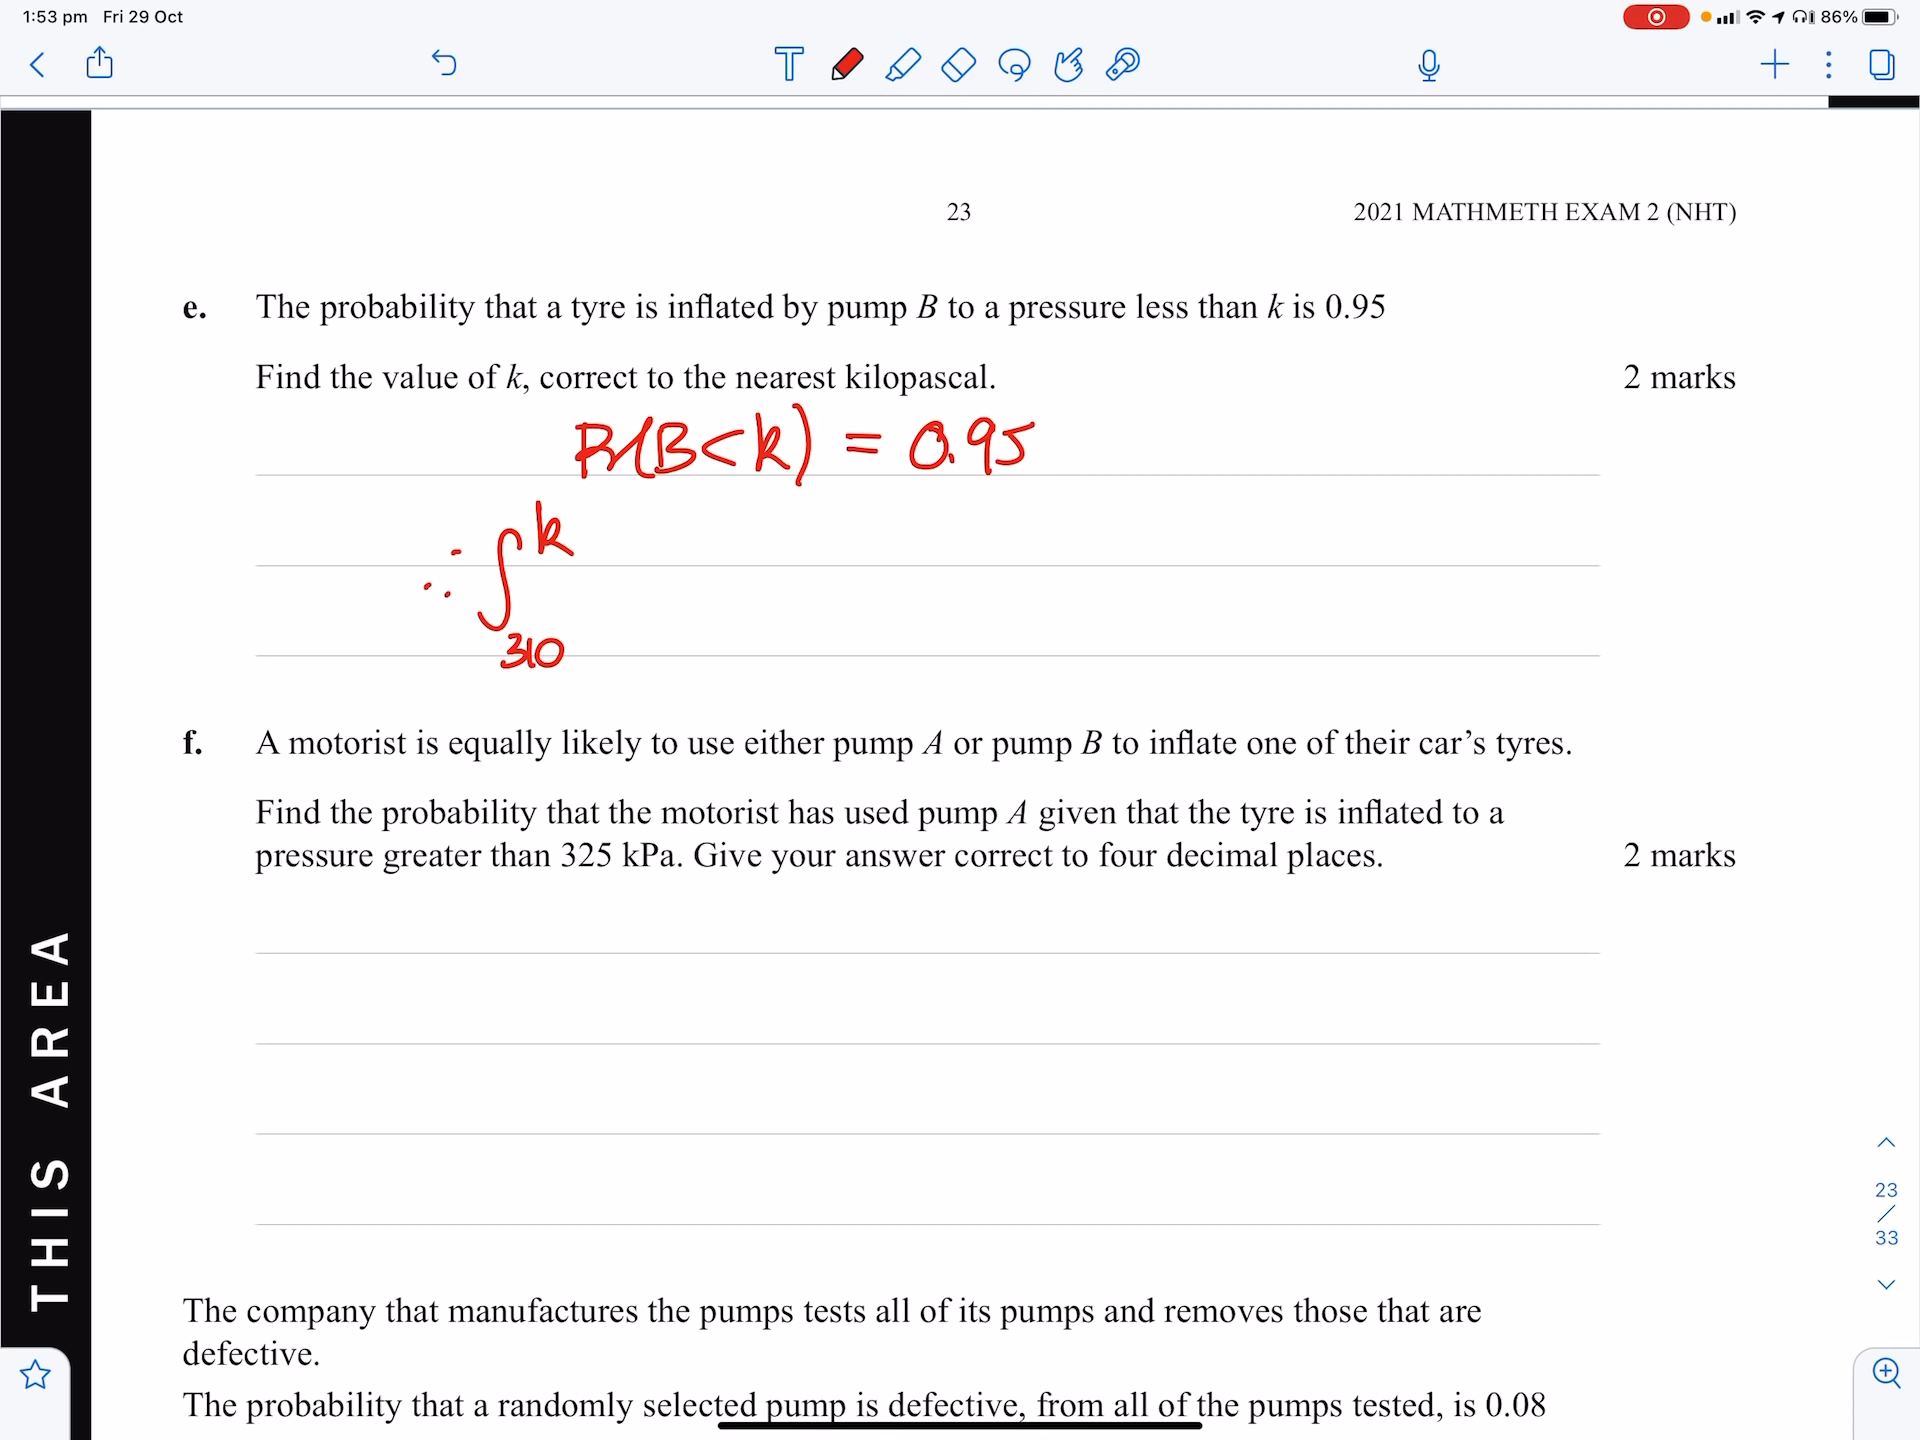 1:53 pm Fri 29 Oct
86%
23
2021 MATHMETH EXAM 2 (NHT)
e. The probability that a tyre is inflated by pump B to a pressure less than k is 0.95
Find the value of k, correct to the nearest kilopascal. 2 marks
Pr(B<k) = 0.95
∴ ∫ k
310
f. A motorist is equally likely to use either pump A or pump B to inflate one of their car’s tyres.
Find the probability that the motorist has used pump A given that the tyre is inflated to a
pressure greater than 325 kPa. Give your answer correct to four decimal places. 2 marks
THIS AREA
23
/
33
The company that manufactures the pumps tests all of its pumps and removes those that are
defective.
The probability that a randomly selected pump is defective, from all of the pumps tested, is 0.08